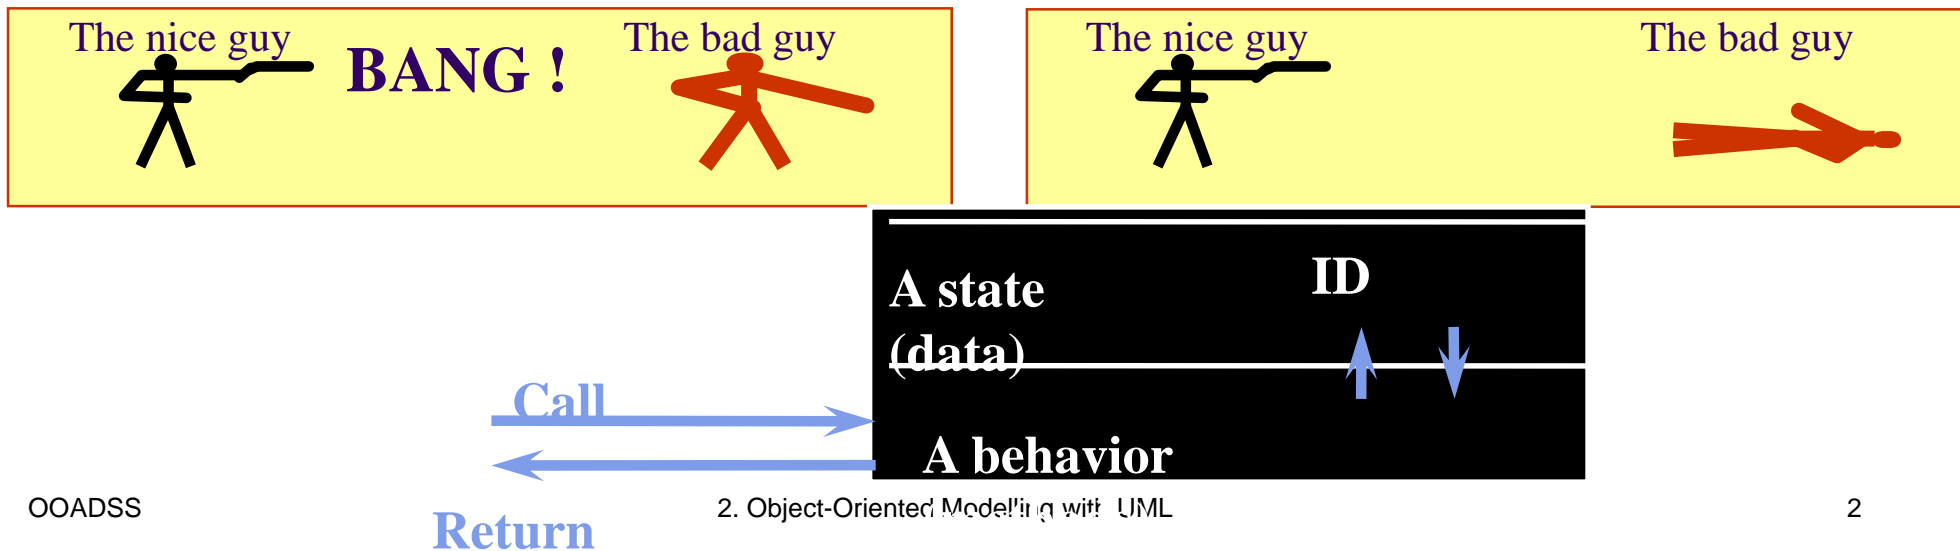 The nice guy
BANG !
The bad guy
The nice guy
The bad guy
A state
(data)
ID
Call
A behavior
Return
OOADSS
2. Object-Oriented Modelling with UML
2